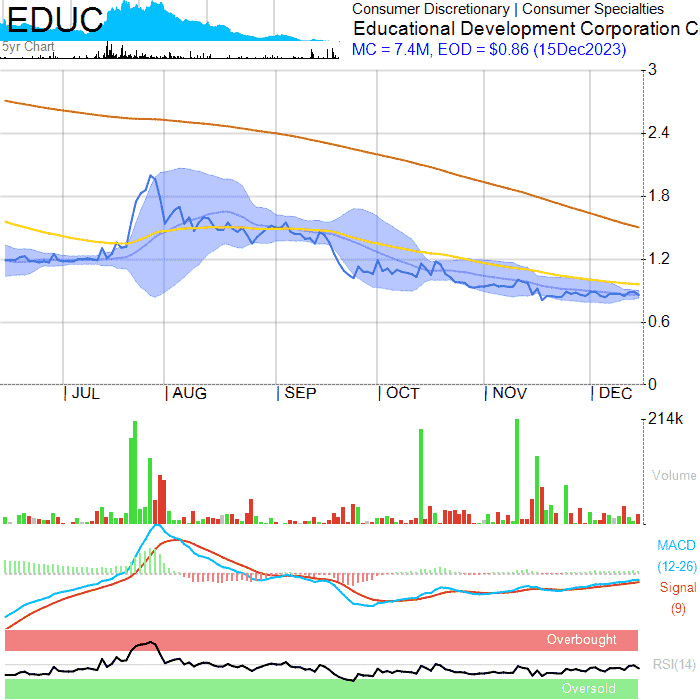 EDUC
5yr Chart
Consumer Discretionary | Consumer Specialties
Educational Development Corporation C
MC = 7.4M, EOD = $0.86 (15Dec2023)
3
2.4
1.8
1.2
0.6
0
| JUL | AUG | SEP | OCT | NOV | DEC
214k
Volume
MACD
(12-26)
Signal
(9)
Overbought
RSI(14)
Oversold